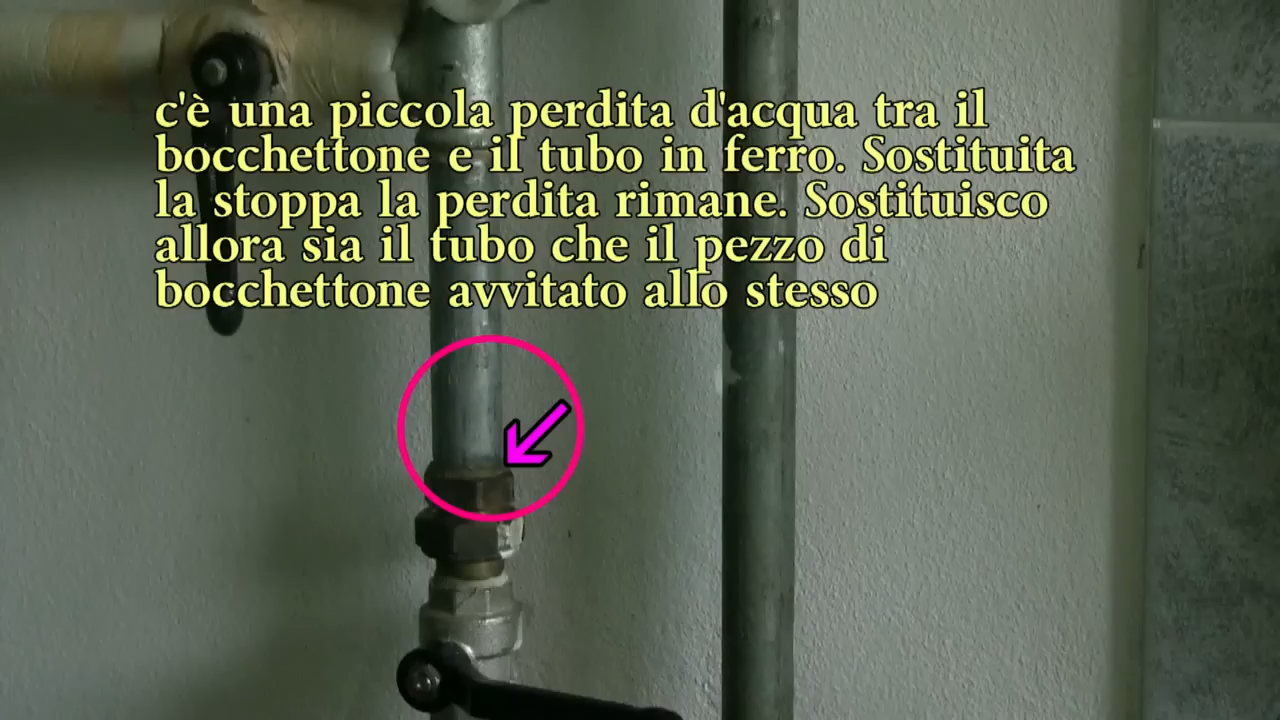 c'è una piccola perdita d'acqua tra il
bocchettone e il tubo in ferro. Sostituita
la stoppa la perdita rimane. Sostituisco
allora sia il tubo che il pezzo di
bocchettone avvitato allo stesso